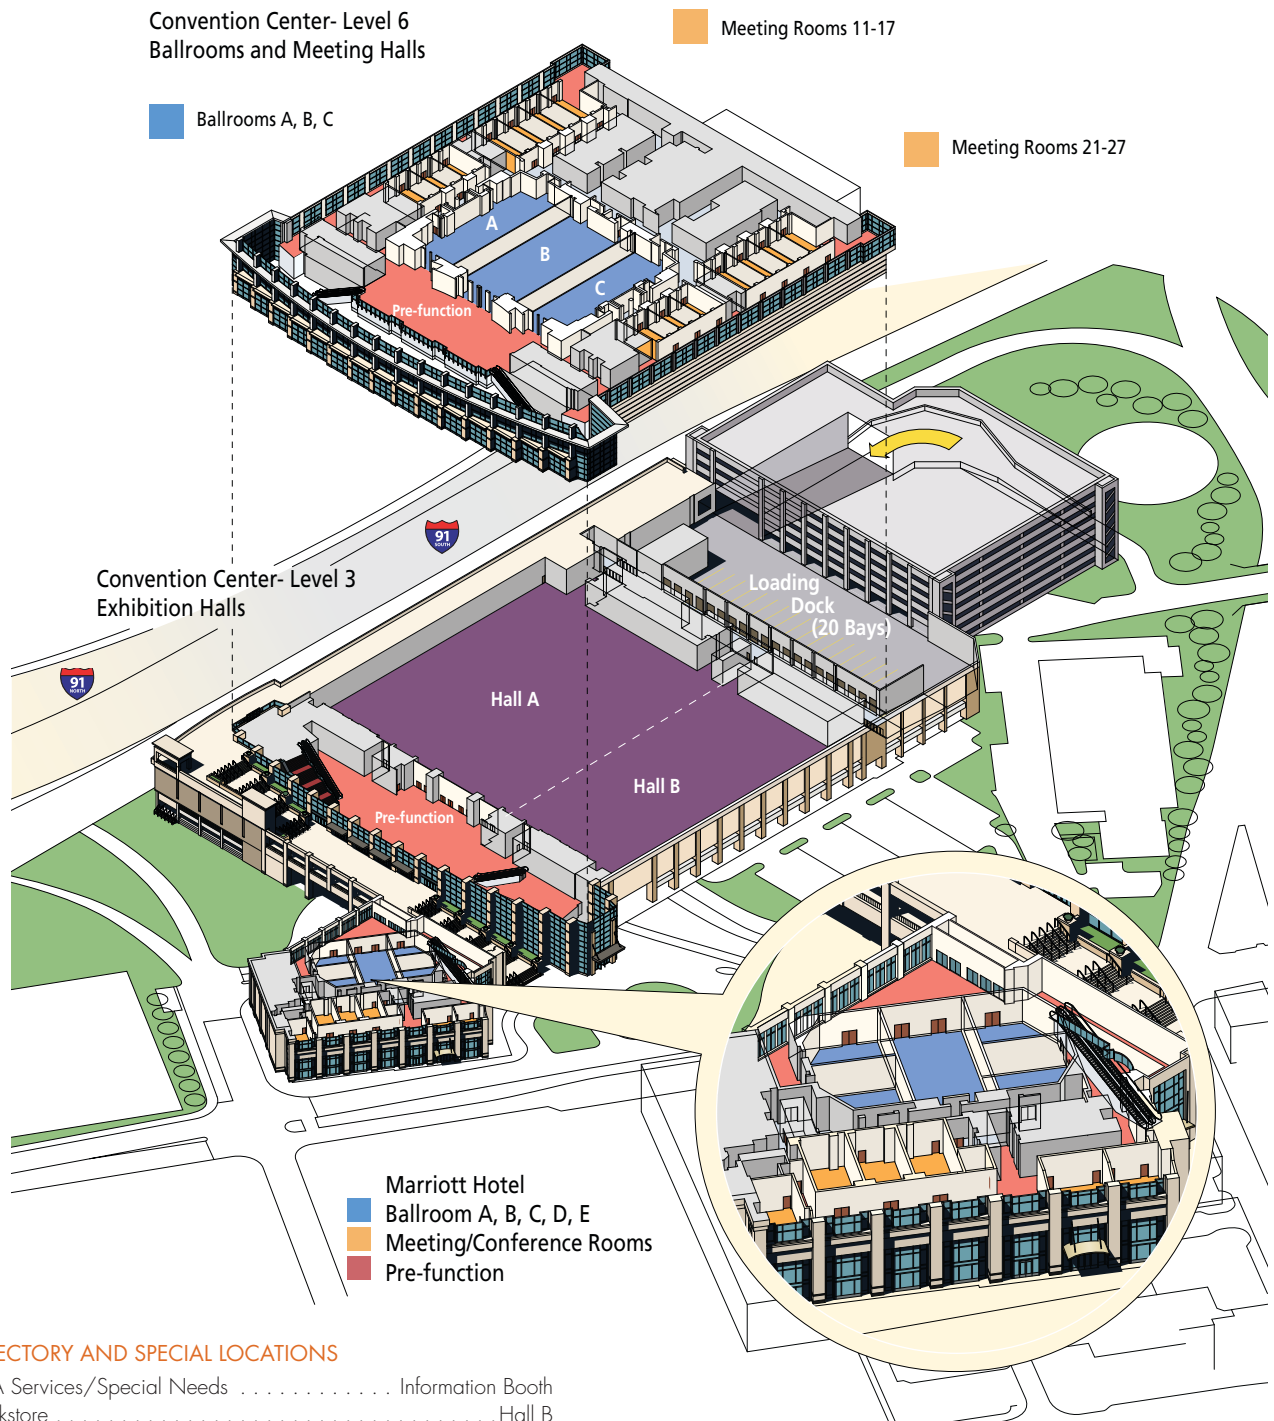 Convention Center- Level 6
Ballrooms and Meeting Halls
Meeting Rooms 11-17
Ballrooms A, B, C
Meeting Rooms 21-27
A
B
C
Pre-function
91
SOUTH
Convention Center- Level 3
Exhibition Halls
Loading
Dock
(20 Bays)
91
NORTH
Hall A
Hall B
Pre-function
Marriott Hotel
Ballroom A, B, C, D, E
Meeting/Conference Rooms
Pre-function
ECTORY AND SPECIAL LOCATIONS
A Services/Special Needs . . . . . . . . . . . . Information Booth
kstore . . . . . . . . . . . . . . . . . . . . . . . . . . . . . . . . . . Hall B